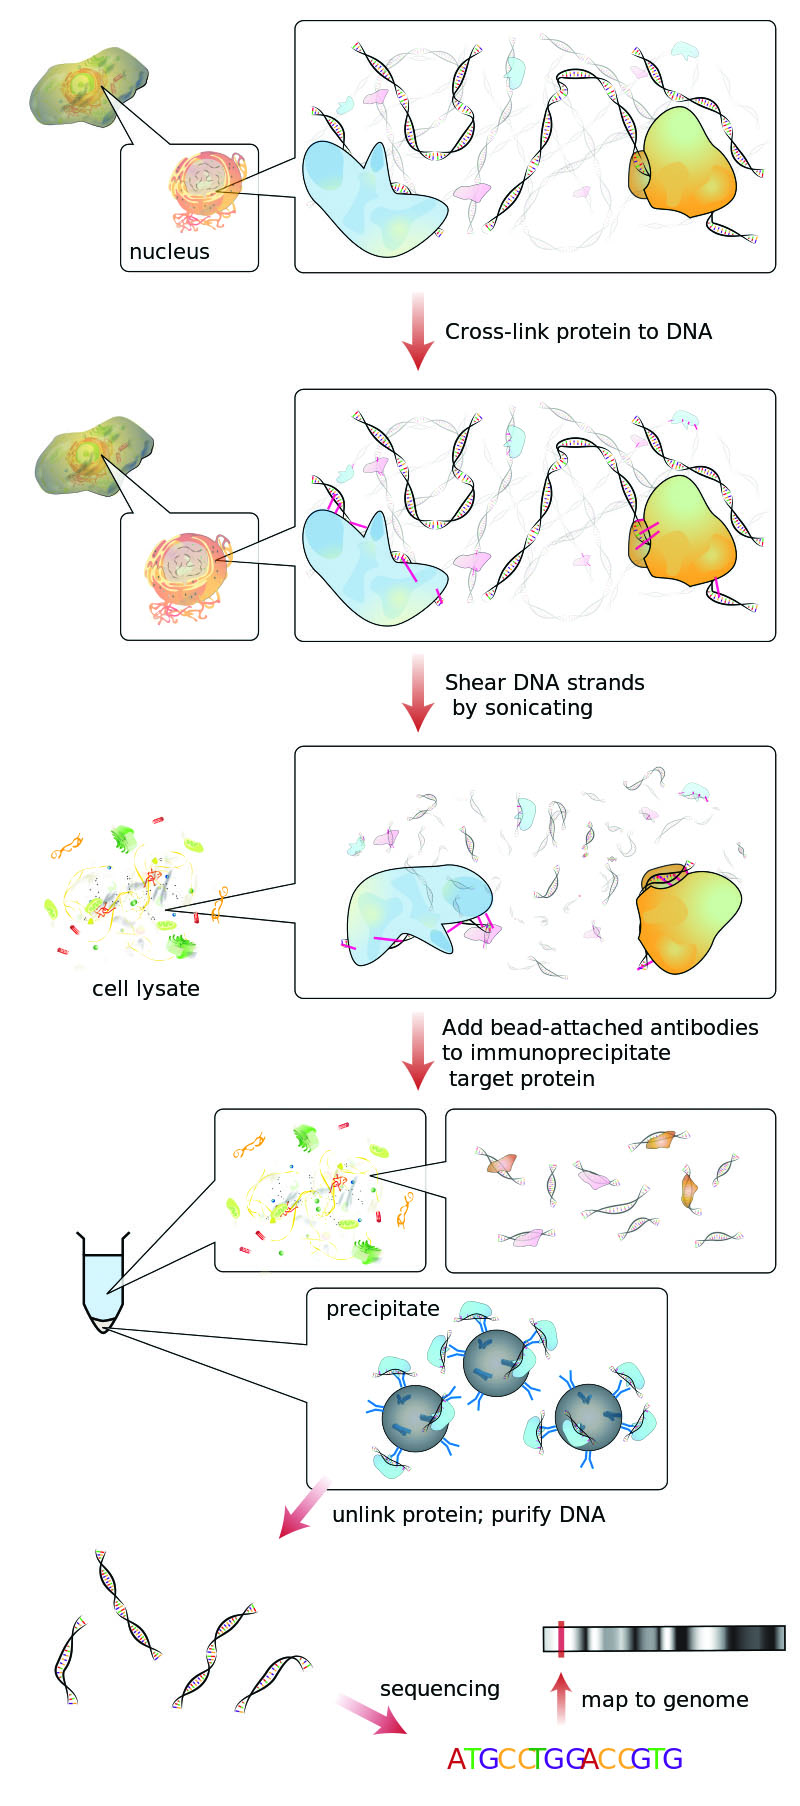 nucleus
Cross-link protein to DNA
Shear DNA strands
by sonicating
cell lysate
Add bead-attached antibodies
to immunoprecipitate
target protein
precipitate
unlink protein; purify DNA
sequencing
map to genome
ATGCCTGGACCGTG